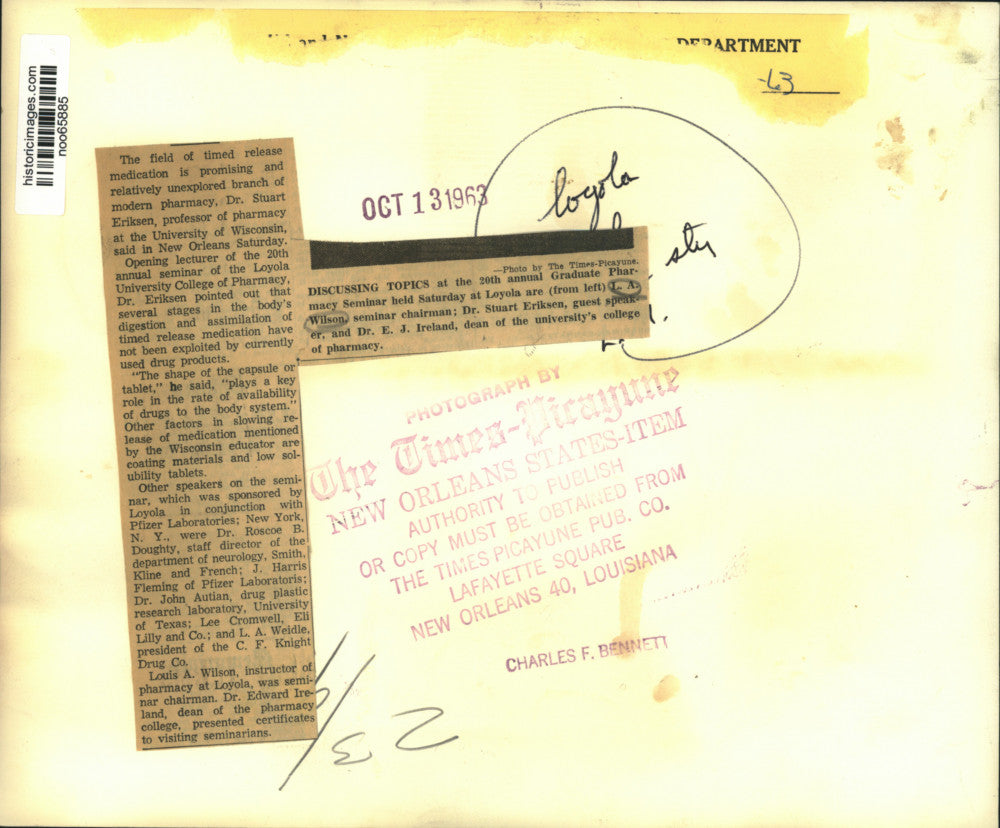 DEPARTMENT
-63
historicimages.com
noo65885
OCT 131963
loyola
The field of timed release
medication is promising and
relatively unexplored branch of
modern pharmacy, Dr. Stuart
Eriksen, professor of pharmacy
at the University of Wisconsin,
said in New Orleans Saturday.
Opening lecturer of the 20th
annual seminar of the Loyola
University College of Pharmacy,
Dr. Eriksen pointed out that
several stages in the body's
digestion and assimilation of
timed release medication have
not been exploited by currently
used drug products.
"The shape of the capsule or
tablet," he said, "plays a key
role in the rate of availability
of drugs to the body system."
Other factors in slowing re-
lease of medication mentioned
by the Wisconsin educator are
coating materials and low sol-
ubility tablets.
Other speakers on the semi-
nar, which was sponsored by
Loyola in conjunction with
Pfizer Laboratories; New York,
N. Y., were Dr. Roscoe B.
Doughty, staff director of the
department of neurology, Smith,
Kline and French; J. Harris
Fleming of Pfizer Laboratoris;
Dr. John Autian, drug plastic
research laboratory, University
of Texas; Lee Cromwell, Eli
Lilly and Co.; and L. A. Weidle,
president of the C. F. Knight
Drug Co.
Louis A. Wilson, instructor of
pharmacy at Loyola, was semi-
nar chairman. Dr. Edward Ire-
land, dean of the pharmacy
college, presented certificates
to visiting seminarians.
—Photo by The Times-Picayune.
DISCUSSING TOPICS at the 20th annual Graduate Phar-
macy Seminar held Saturday at Loyola are (from left) L. A.
Wilson, seminar chairman; Dr. Stuart Eriksen, guest speak-
er, and Dr. E. J. Ireland, dean of the university's college
of pharmacy.
PHOTOGRAPH BY
The Times-Picayune
NEW ORLEANS STATES-ITEM
AUTHORITY TO PUBLISH
OR COPY MUST BE OBTAINED FROM
THE TIMES PICAYUNE PUB. CO.
LAFAYETTE SQUARE
NEW ORLEANS 40, LOUISIANA
CHARLES F. BENNETT